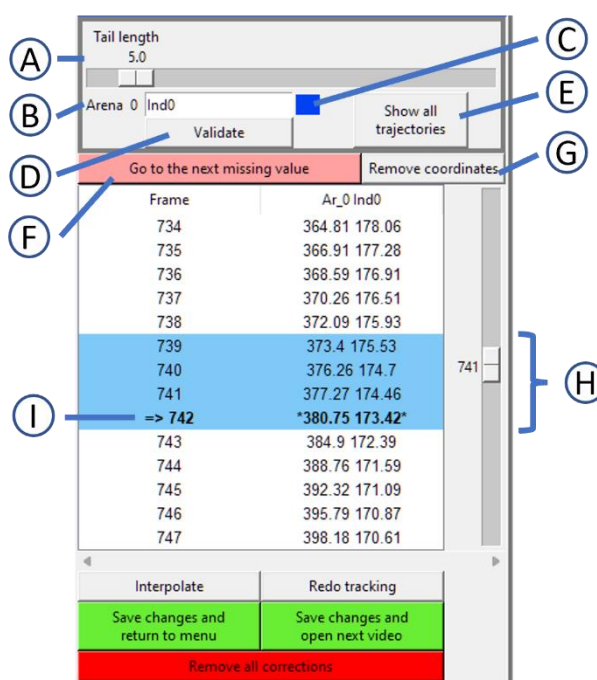 Tail length
A
5.0
C
B
Arena 0 Ind0
Show all
trajectories
E
Validate
D
Go to the next missing value
Remove coordinates
G
F
Frame Ar_0 Ind0
734 364.81 178.06
735 366.91 177.28
736 368.59 176.91
737 370.26 176.51
738 372.09 175.93
739 373.4 175.53
740 376.26 174.7
741
741 377.27 174.46
H
I
=> 742 *380.75 173.42*
743 384.9 172.39
744 388.76 171.59
745 392.32 171.09
746 395.79 170.87
747 398.18 170.61
Interpolate
Redo tracking
Save changes and
return to menu
Save changes and
open next video
Remove all corrections